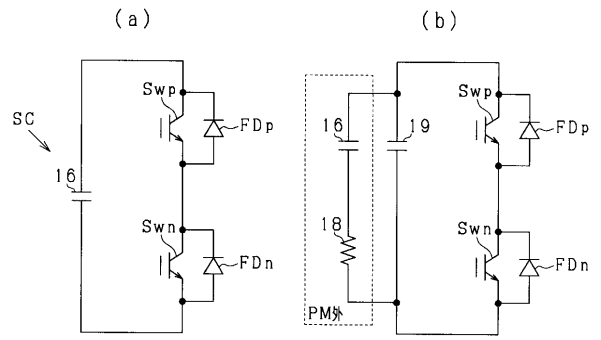 (a)
SC
16
Swp
FDp
Swn
FDn
(b)
16
19
18
PM外
Swp
FDp
Swn
FDn